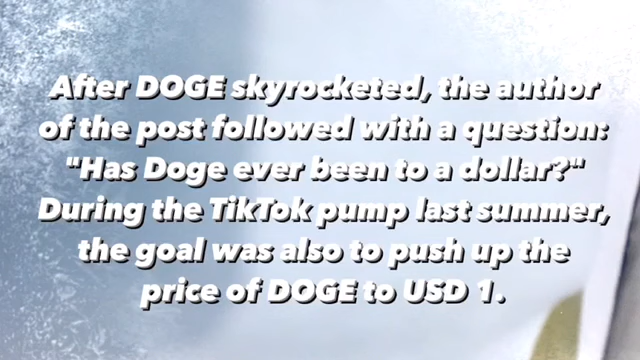 After DOGE skyrocketed, the author
of the post followed with a question:
"Has Doge ever been to a dollar?"
During the TikTok pump last summer,
the goal was also to push up the
price of DOGE to USD 1.